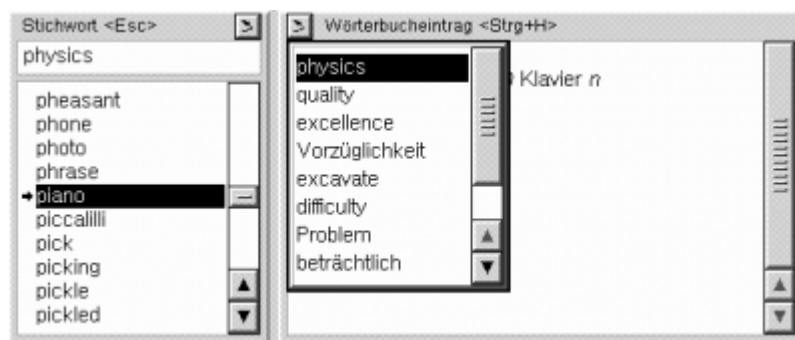 Stichwort <Esc>
physics
pheasant
phone
photo
phrase
piano
piccalilli
pick
picking
pickle
pickled
Wörterbucheintrag <Strg+H>
Klavier n
physics
quality
excellence
Vorzüglichkeit
excavate
difficulty
Problem
beträchtlich